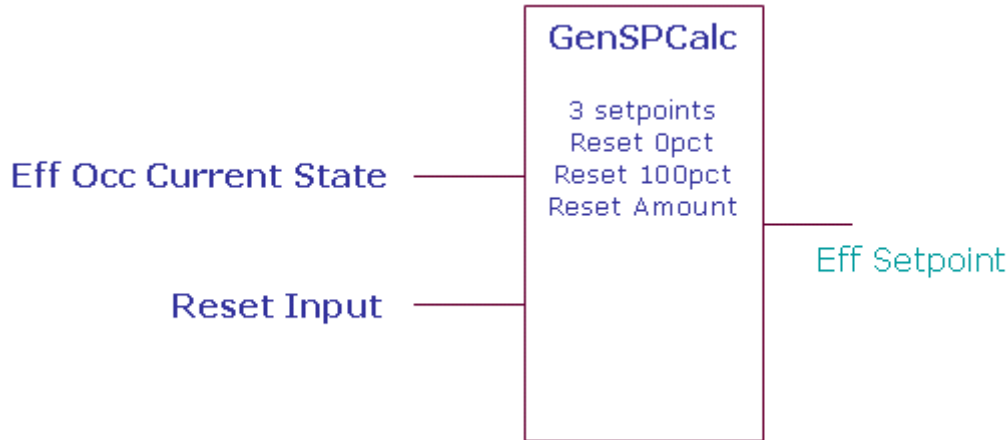 GenSPCalc
3 setpoints
Reset 0pct
Reset 100pct
Reset Amount
Eff Occ Current State
Reset Input
Eff Setpoint